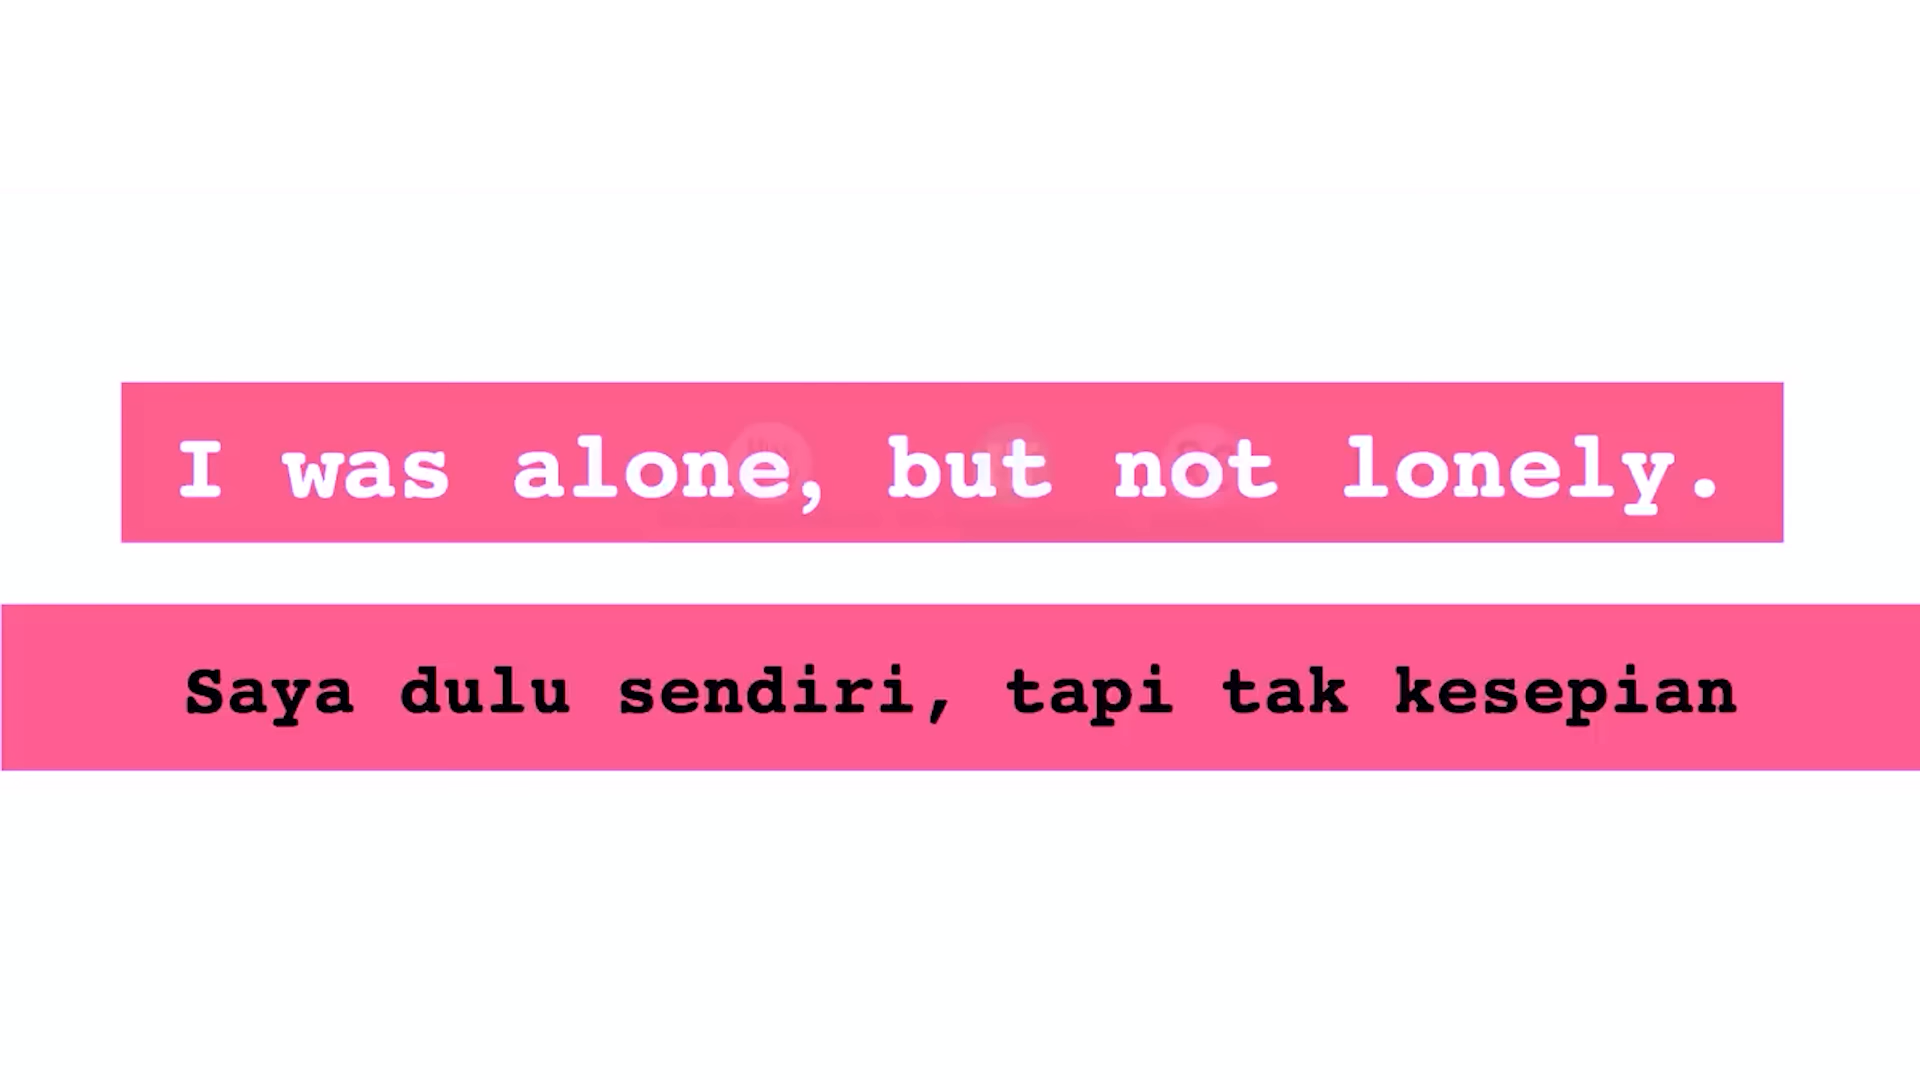 I was alone, but not lonely.
Saya dulu sendiri, tapi tak kesepian